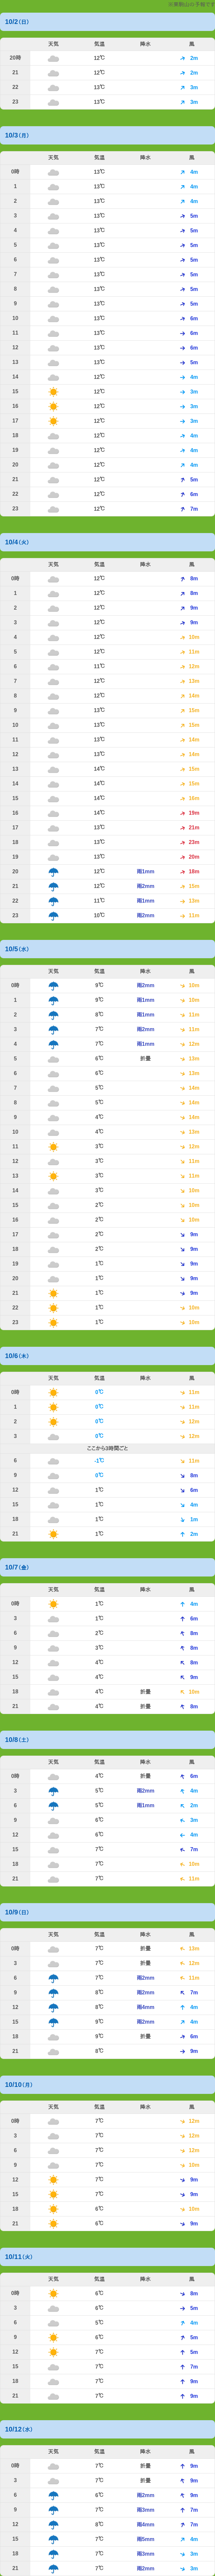 10/2(日)
天気 気温 降水 風
20時 12℃ 2m
21 12℃ 2m
22 13℃ 3m
23 13℃ 3m
10/3(月)
天気 気温 降水 風
0時 13℃ 4m
1 13℃ 4m
2 13℃ 4m
3 13℃ 5m
4 13℃ 5m
5 13℃ 5m
6 13℃ 5m
7 13℃ 5m
8 13℃ 5m
9 13℃ 5m
10 13℃ 6m
11 13℃ 6m
12 13℃ 6m
13 13℃ 5m
14 13℃ 4m
15 12℃ 3m
16 12℃ 3m
17 12℃ 3m
18 12℃ 4m
19 12℃ 4m
20 12℃ 4m
21 12℃ 5m
22 12℃ 6m
23 12℃ 7m
10/4(火)
天気 気温 降水 風
0時 12℃ 8m
1 12℃ 8m
2 12℃ 9m
3 12℃ 9m
4 12℃ 10m
5 12℃ 11m
6 11℃ 12m
7 12℃ 13m
8 12℃ 14m
9 13℃ 15m
10 13℃ 15m
11 13℃ 14m
12 13℃ 14m
13 14℃ 15m
14 14℃ 15m
15 14℃ 16m
16 14℃ 19m
17 13℃ 21m
18 13℃ 23m
19 13℃ 20m
20 12℃ 雨1mm 18m
21 12℃ 雨2mm 15m
22 11℃ 雨1mm 13m
23 10℃ 雨2mm 11m
10/5(水)
天気 気温 降水 風
0時 9℃ 雨2mm 10m
1 9℃ 雨1mm 10m
2 8℃ 雨1mm 11m
3 7℃ 雨2mm 11m
4 7℃ 雨1mm 12m
5 6℃ 折曇 13m
6 6℃ 13m
7 5℃ 14m
8 5℃ 14m
9 4℃ 14m
10 4℃ 13m
11 3℃ 12m
12 3℃ 11m
13 3℃ 11m
14 3℃ 10m
15 2℃ 10m
16 2℃ 10m
17 2℃ 9m
18 2℃ 9m
19 1℃ 9m
20 1℃ 9m
21 1℃ 9m
22 1℃ 10m
23 1℃ 10m
10/6(木)
天気 気温 降水 風
0時 0℃ 11m
1 0℃ 11m
2 0℃ 12m
3 0℃ 12m
ここから3時間ごと
6 -1℃ 11m
9 0℃ 8m
12 1℃ 6m
15 1℃ 4m
18 1℃ 1m
21 1℃ 2m
10/7(金)
天気 気温 降水 風
0時 1℃ 4m
3 1℃ 6m
6 2℃ 8m
9 3℃ 8m
12 4℃ 8m
15 4℃ 9m
18 4℃ 折曇 10m
21 4℃ 折曇 8m
10/8(土)
天気 気温 降水 風
0時 4℃ 折曇 6m
3 5℃ 雨2mm 4m
6 5℃ 雨1mm 2m
9 6℃ 3m
12 6℃ 4m
15 7℃ 7m
18 7℃ 10m
21 7℃ 11m
10/9(日)
天気 気温 降水 風
0時 7℃ 折曇 13m
3 7℃ 折曇 12m
6 7℃ 雨2mm 11m
9 8℃ 雨2mm 7m
12 8℃ 雨4mm 4m
15 9℃ 雨2mm 4m
18 9℃ 折曇 6m
21 8℃ 9m
10/10(月)
天気 気温 降水 風
0時 7℃ 12m
3 7℃ 12m
6 7℃ 12m
9 7℃ 10m
12 7℃ 9m
15 7℃ 9m
18 6℃ 10m
21 6℃ 9m
10/11(火)
天気 気温 降水 風
0時 6℃ 8m
3 6℃ 5m
6 5℃ 4m
9 6℃ 5m
12 7℃ 5m
15 7℃ 7m
18 7℃ 9m
21 7℃ 9m
10/12(水)
天気 気温 降水 風
0時 7℃ 折曇 9m
3 7℃ 折曇 9m
6 6℃ 雨2mm 9m
9 7℃ 雨3mm 7m
12 8℃ 雨4mm 7m
15 7℃ 雨5mm 4m
18 7℃ 雨3mm 3m
21 7℃ 雨2mm 3m